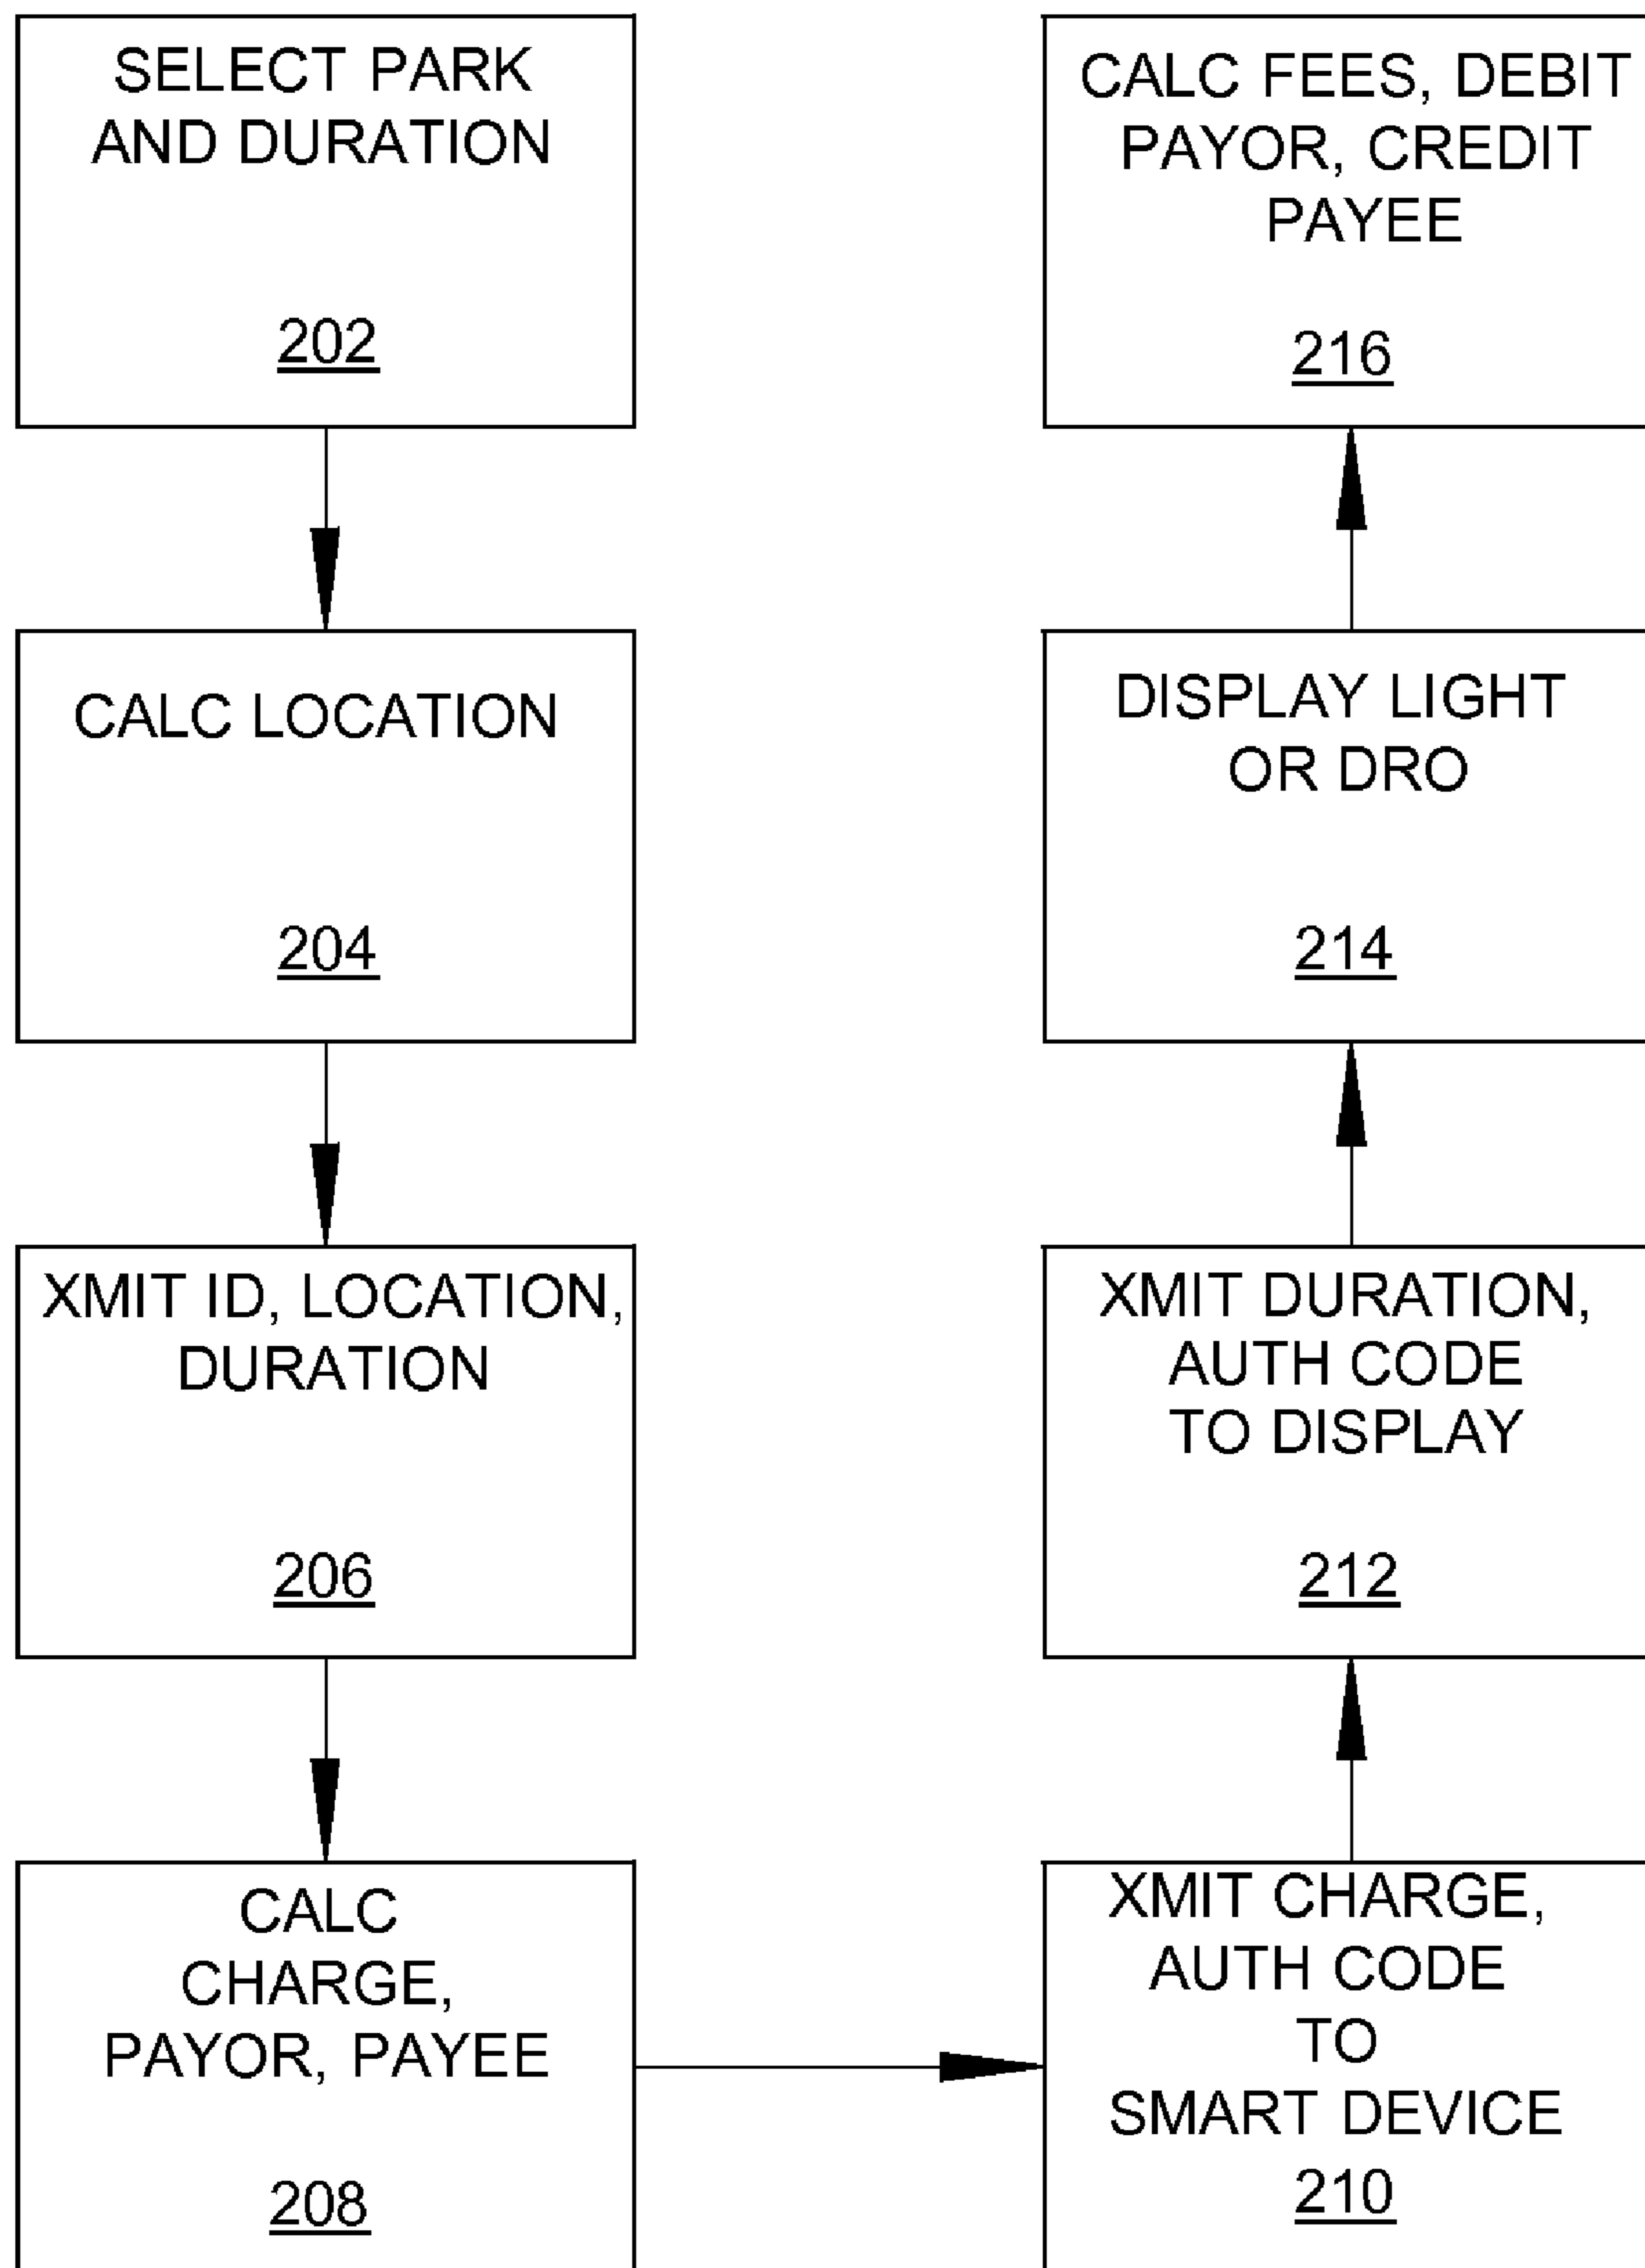 SELECT PARK
AND DURATION
202
CALC LOCATION
204
XMIT ID, LOCATION,
DURATION
206
CALC
CHARGE,
PAYOR, PAYEE
208
XMIT CHARGE,
AUTH CODE
TO
SMART DEVICE
210
XMIT DURATION,
AUTH CODE
TO DISPLAY
212
DISPLAY LIGHT
OR DRO
214
CALC FEES, DEBIT
PAYOR, CREDIT
PAYEE
216